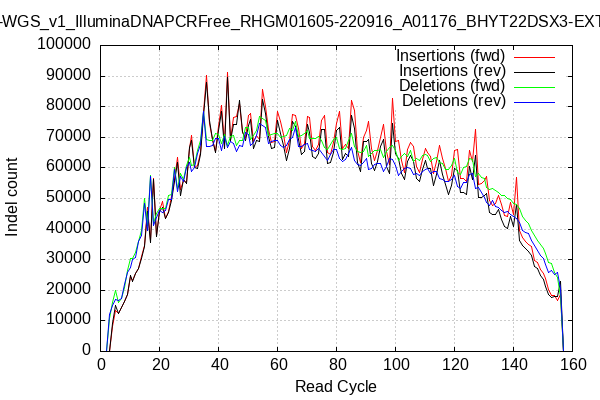 -WGS_v1_IlluminaDNAPCRFree_RHGM01605-220916_A01176_BHYT22DSX3-EXT
Insertions (fwd)
Insertions (rev)
Deletions (fwd)
Deletions (rev)
100000
90000
80000
70000
60000
50000
40000
30000
20000
10000
0
Indel count
0 20 40 60 80 100 120 140 160
Read Cycle